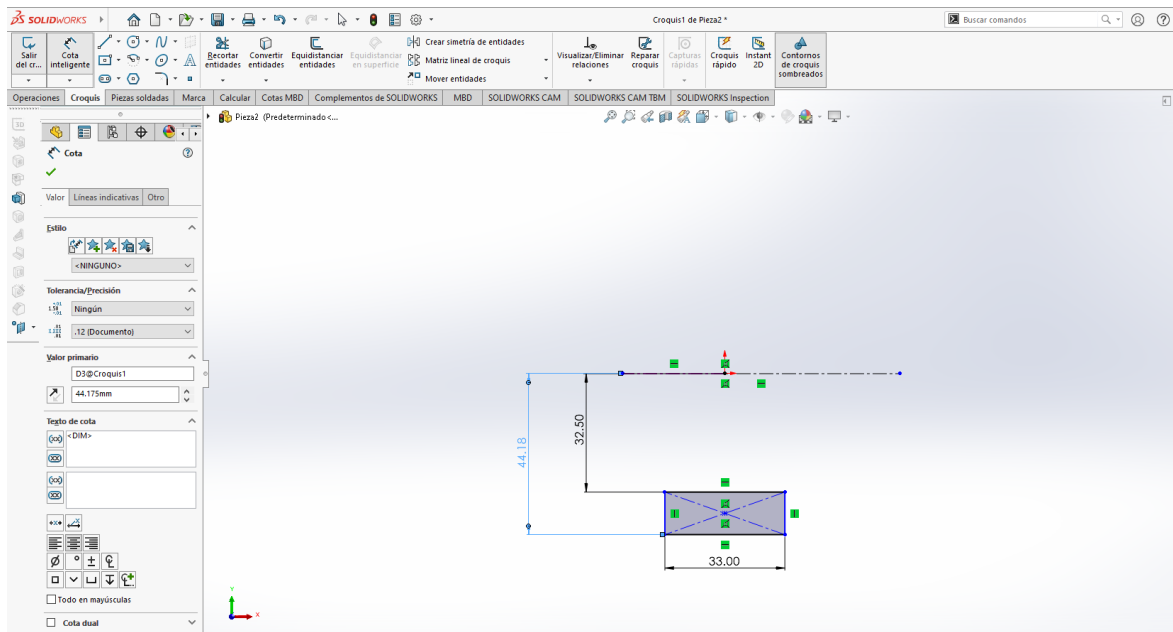 3S SOLIDWORKS
Croquis1 de Pieza2 *
Buscar comandos
Salir del cr...
Cota inteligente
Recortar entidades
Convertir entidades
Equidistanciar entidades
Equidistanciar en superficie
Crear simetría de entidades
Matriz lineal de croquis
Mover entidades
Visualizar/Eliminar relaciones
Reparar croquis
Capturas rápidas
Croquis rápido
Instant 2D
Contornos de croquis sombreados
Operaciones Croquis Piezas soldadas Marca Calcular Cotas MBD Complementos de SOLIDWORKS MBD SOLIDWORKS CAM SOLIDWORKS CAM TBM SOLIDWORKS Inspection
Pieza2 (Predeterminado<...
Cota
Valor Líneas indicativas Otro
Estilo
<NINGUNO>
Tolerancia/Precisión
Ningún
.12 (Documento)
Valor primario
D3@Croquis1
44.175mm
Texto de cota
<DIM>
Todo en mayúsculas
Cota dual
32.50
44.18
33.00
Y
X